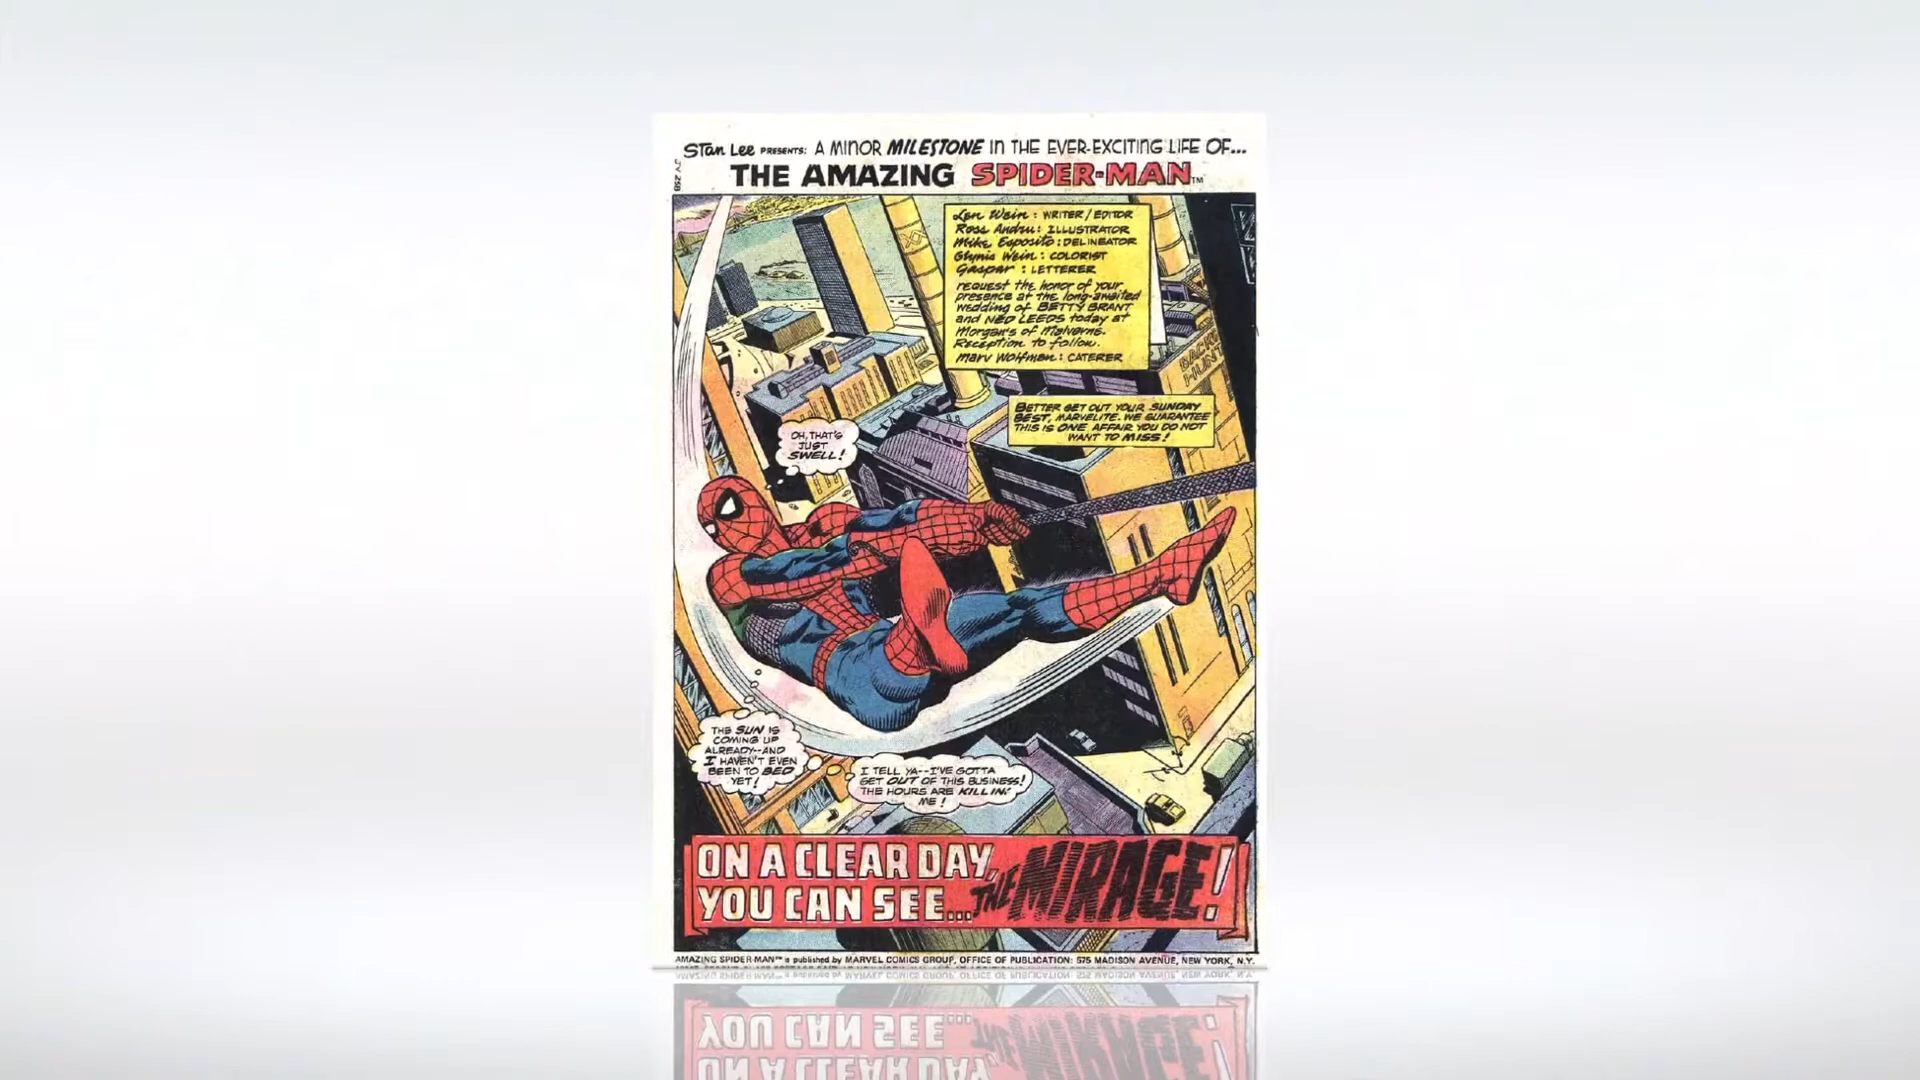 Stan Lee PRESENTS: A MINOR MILESTONE IN THE EVER-EXCITING LIFE OF...
THE AMAZING SPIDER-MAN TM
Len Wein: WRITER/EDITOR
Ross Andru: ILLUSTRATOR
Mike Esposito: DELINEATOR
Glynis Wein: COLORIST
Gaspar: LETTERER
request the honor of your
presence at the long-awaited
wedding of BETTY BRANT
and NED LEEDS today at
Morgan's of Malverne.
Reception to follow.
Marv Wolfman: CATERER
BETTER GET OUT YOUR SUNDAY
BEST, MARVELITE. WE GUARANTEE
THIS IS ONE AFFAIR YOU DO NOT
WANT TO MISS!
OH, THAT'S
JUST
SWELL!
THE SUN IS
COMING UP
ALREADY--AND
I HAVEN'T EVEN
BEEN TO BED
YET!
I TELL YA--I'VE GOTTA
GET OUT OF THIS BUSINESS!
THE HOURS ARE KILLIN'
ME!
ON A CLEAR DAY,
YOU CAN SEE... THE MIRAGE!
AMAZING SPIDER-MAN™ is published by MARVEL COMICS GROUP, OFFICE OF PUBLICATION: 575 MADISON AVENUE, NEW YORK, N.Y.